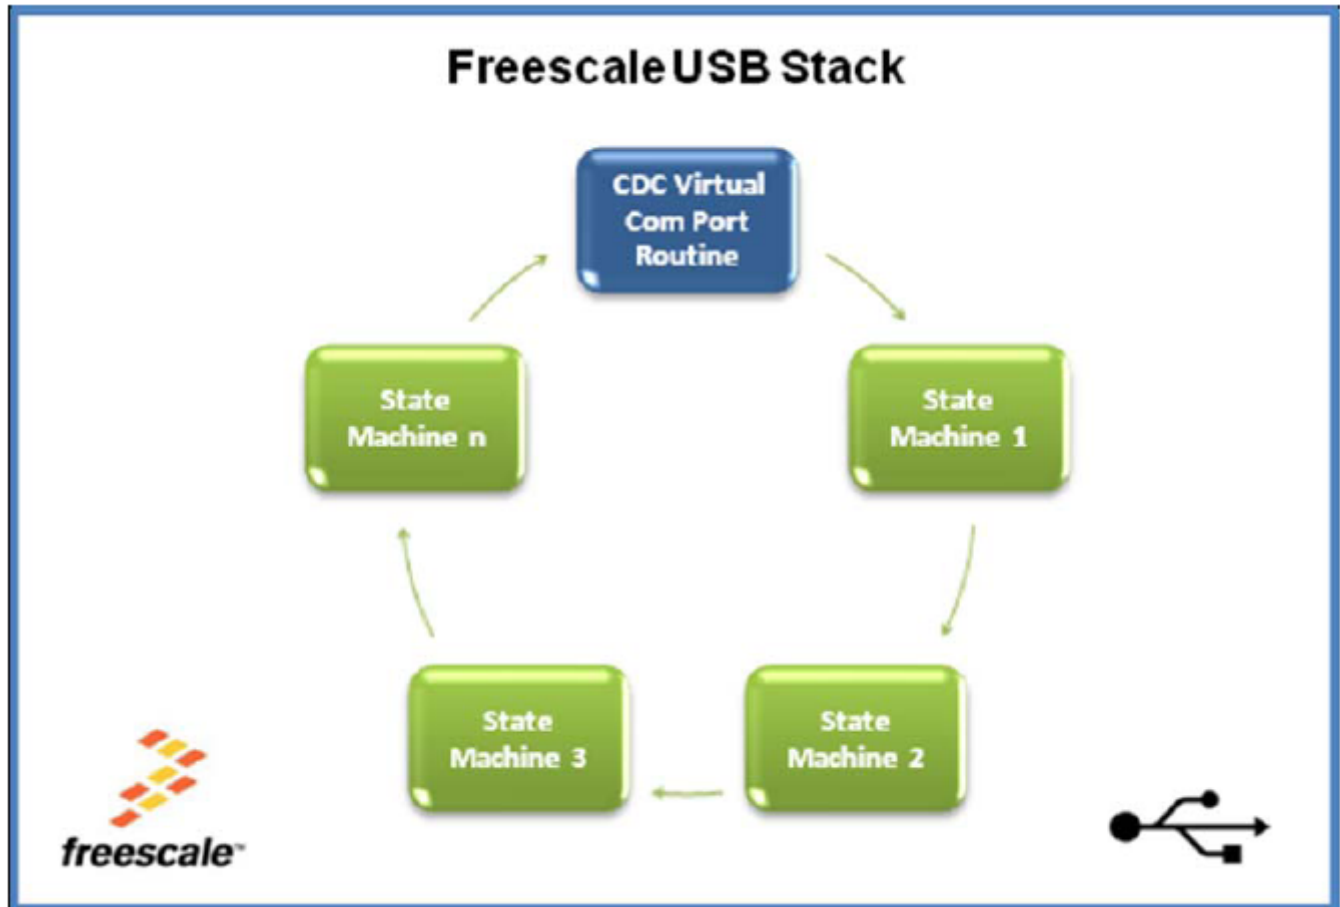 Freescale USB Stack
CDC Virtual
Com Port
Routine
State
Machine n
State
Machine 1
State
Machine 3
State
Machine 2
freescale™